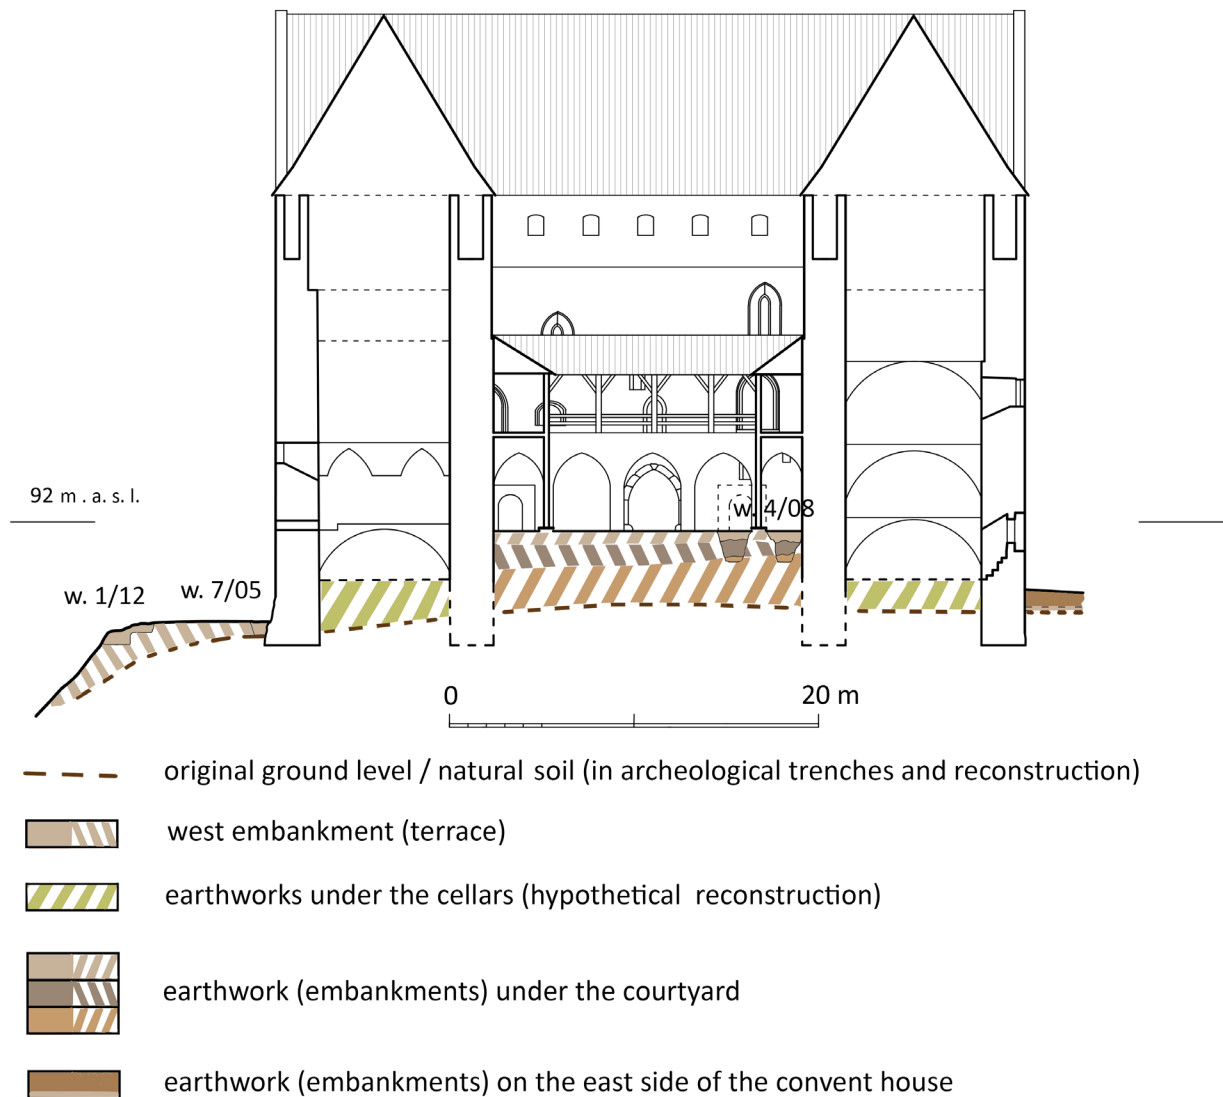 92 m . a. s. l.
w. 4/08
w. 1/12
w. 7/05
0
20 m
original ground level / natural soil (in archeological trenches and reconstruction)
west embankment (terrace)
earthworks under the cellars (hypothetical reconstruction)
earthwork (embankments) under the courtyard
earthwork (embankments) on the east side of the convent house